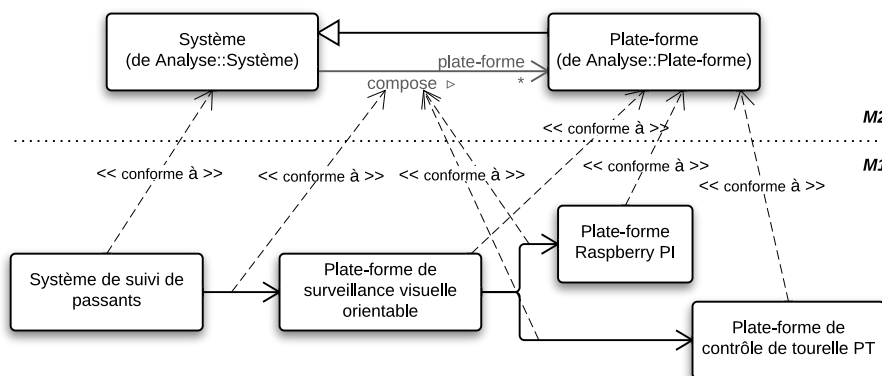 Système
(de Analyse::Système)
Plate-forme
(de Analyse::Plate-forme)
plate-forme
compose ▹
*
M2
<< conforme à >>
M1
<< conforme à >>
<< conforme à >>
<< conforme à >>
<< conforme à >>
<< conforme à >>
Système de suivi de
passants
Plate-forme de
surveillance visuelle
orientable
Plate-forme
Raspberry PI
Plate-forme de
contrôle de tourelle PT